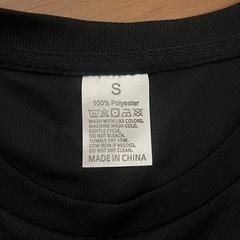 S
100% Polyester
WASH WITH LIKE COLORS.
MACHINE WASH COLD.
GENTLE CYCLE.
DO NOT BLEACH.
TUMBLE DRY LOW.
LOW IRON IF NEEDED.
DO NOT DRY CLEAN.
MADE IN CHINA